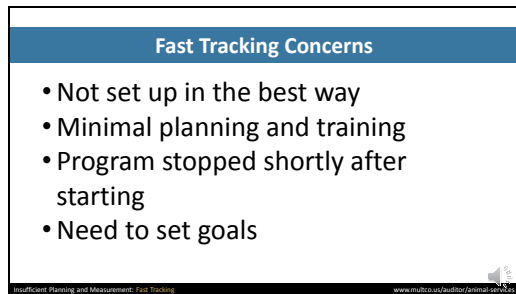 Fast Tracking Concerns
• Not set up in the best way
• Minimal planning and training
• Program stopped shortly after
starting
• Need to set goals
Insufficient Planning and Measurement: Fast Tracking
www.multco.us/auditor/animal-services